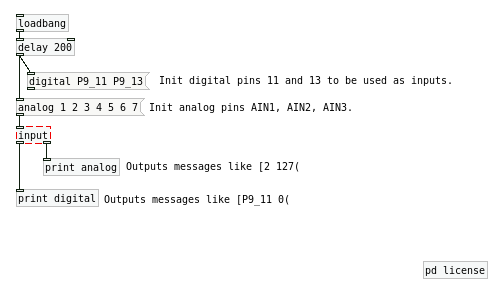 loadbang
delay 200
digital P9_11 P9_13 Init digital pins 11 and 13 to be used as inputs.
analog 1 2 3 4 5 6 7 Init analog pins AIN1, AIN2, AIN3.
input
print analog Outputs messages like [2 127(
print digital Outputs messages like [P9_11 0(
pd license